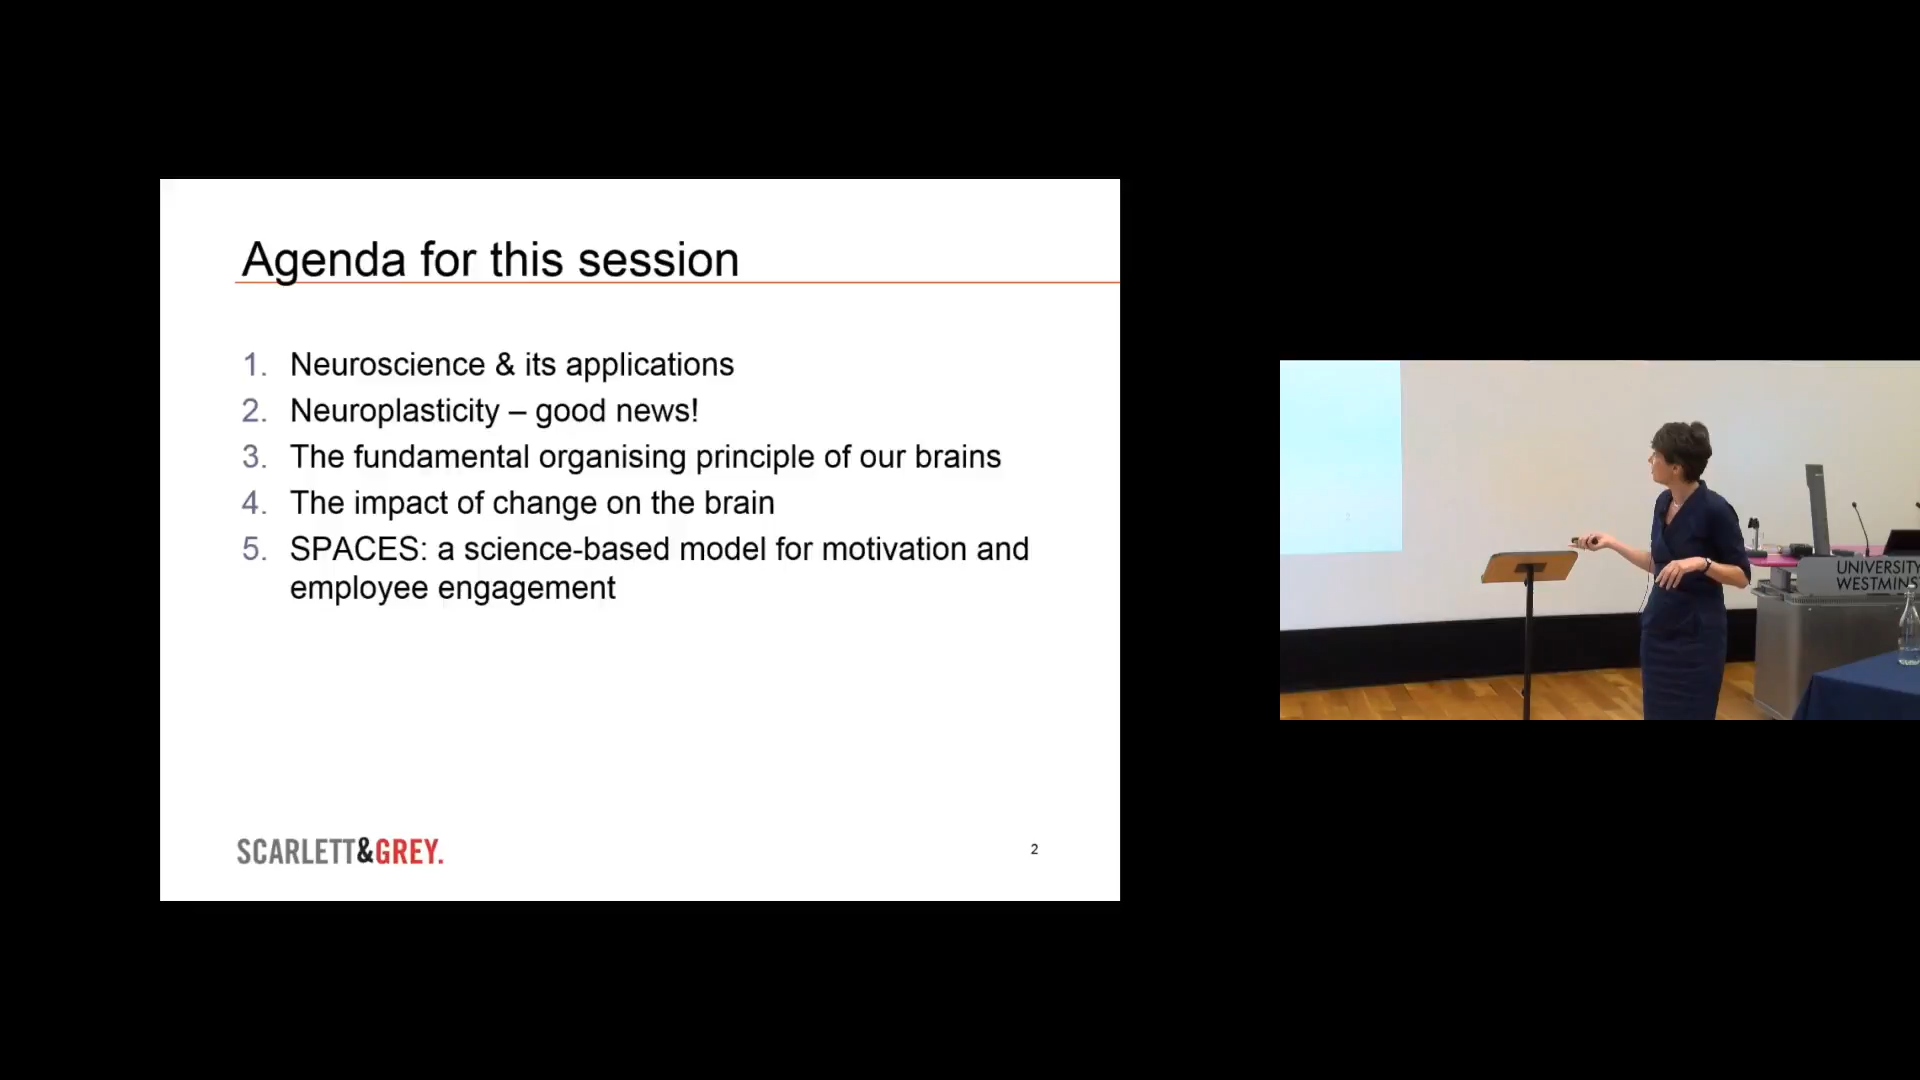 Agenda for this session
1. Neuroscience & its applications
2. Neuroplasticity – good news!
3. The fundamental organising principle of our brains
4. The impact of change on the brain
5. SPACES: a science-based model for motivation and
employee engagement
SCARLETT&GREY.
2
UNIVERSITY
WESTMINS